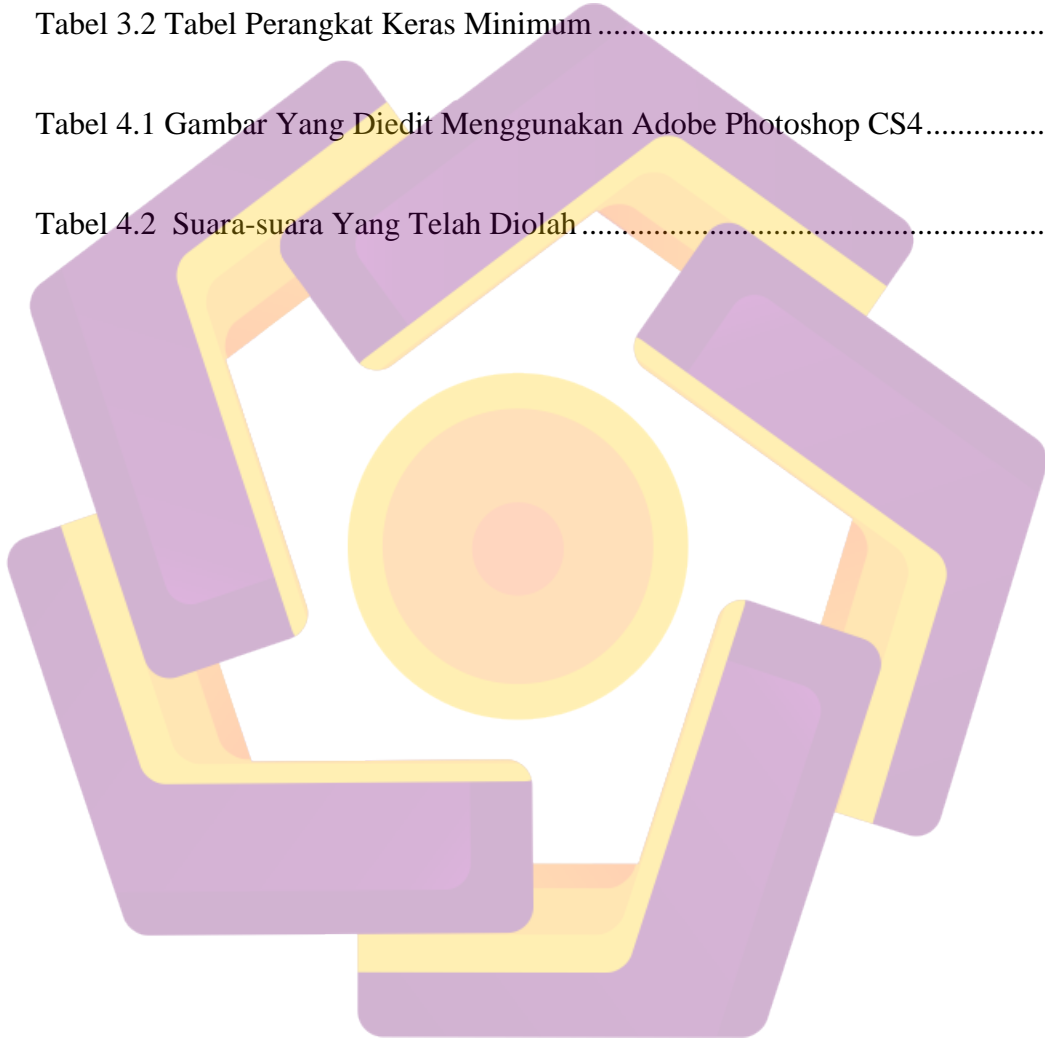 Tabel 3.2 Tabel Perangkat Keras Minimum ......................................................
Tabel 4.1 Gambar Yang Diedit Menggunakan Adobe Photoshop CS4...............
Tabel 4.2  Suara-suara Yang Telah Diolah ........................................................